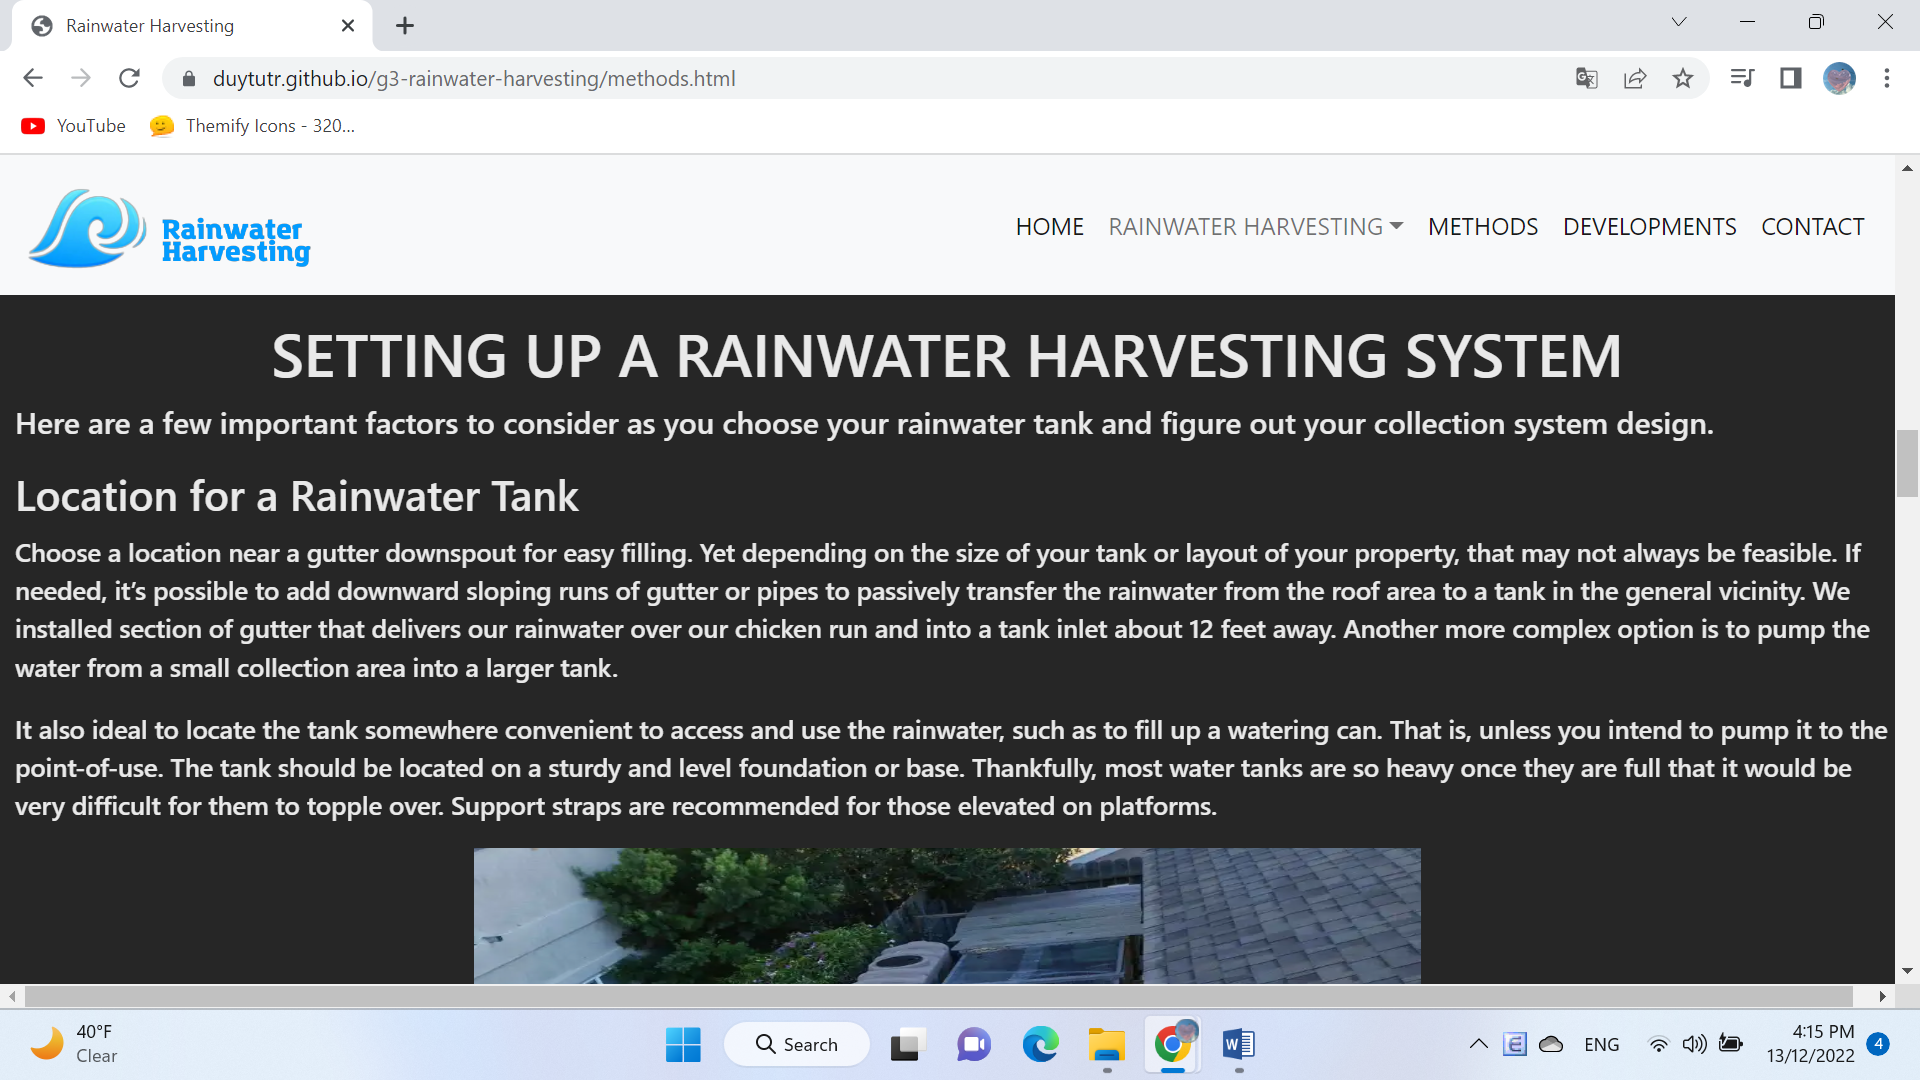 Rainwater Harvesting
duytutr.github.io/g3-rainwater-harvesting/methods.html
YouTube
Themify Icons - 320...
Rainwater
Harvesting
HOME
RAINWATER HARVESTING
METHODS
DEVELOPMENTS
CONTACT
SETTING UP A RAINWATER HARVESTING SYSTEM
Here are a few important factors to consider as you choose your rainwater tank and figure out your collection system design.
Location for a Rainwater Tank
Choose a location near a gutter downspout for easy filling. Yet depending on the size of your tank or layout of your property, that may not always be feasible. If
needed, it’s possible to add downward sloping runs of gutter or pipes to passively transfer the rainwater from the roof area to a tank in the general vicinity. We
installed section of gutter that delivers our rainwater over our chicken run and into a tank inlet about 12 feet away. Another more complex option is to pump the
water from a small collection area into a larger tank.
It also ideal to locate the tank somewhere convenient to access and use the rainwater, such as to fill up a watering can. That is, unless you intend to pump it to the
point-of-use. The tank should be located on a sturdy and level foundation or base. Thankfully, most water tanks are so heavy once they are full that it would be
very difficult for them to topple over. Support straps are recommended for those elevated on platforms.
40°F
Clear
Search
ENG
4:15 PM
13/12/2022
4